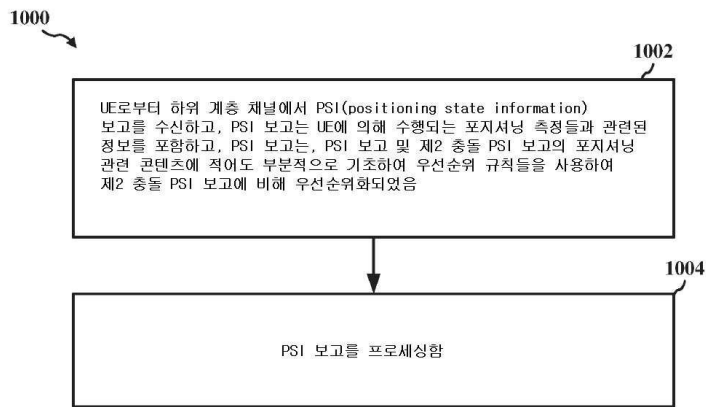 1000
1002
UE로부터 하위 계층 채널에서 PSI(positioning state information)
보고를 수신하고, PSI 보고는 UE에 의해 수행되는 포지셔닝 측정들과 관련된
정보를 포함하고, PSI 보고는, PSI 보고 및 제2 충돌 PSI 보고의 포지셔닝
관련 콘텐츠에 적어도 부분적으로 기초하여 우선순위 규칙들을 사용하여
제2 충돌 PSI 보고에 비해 우선순위화되었음
1004
PSI 보고를 프로세싱함